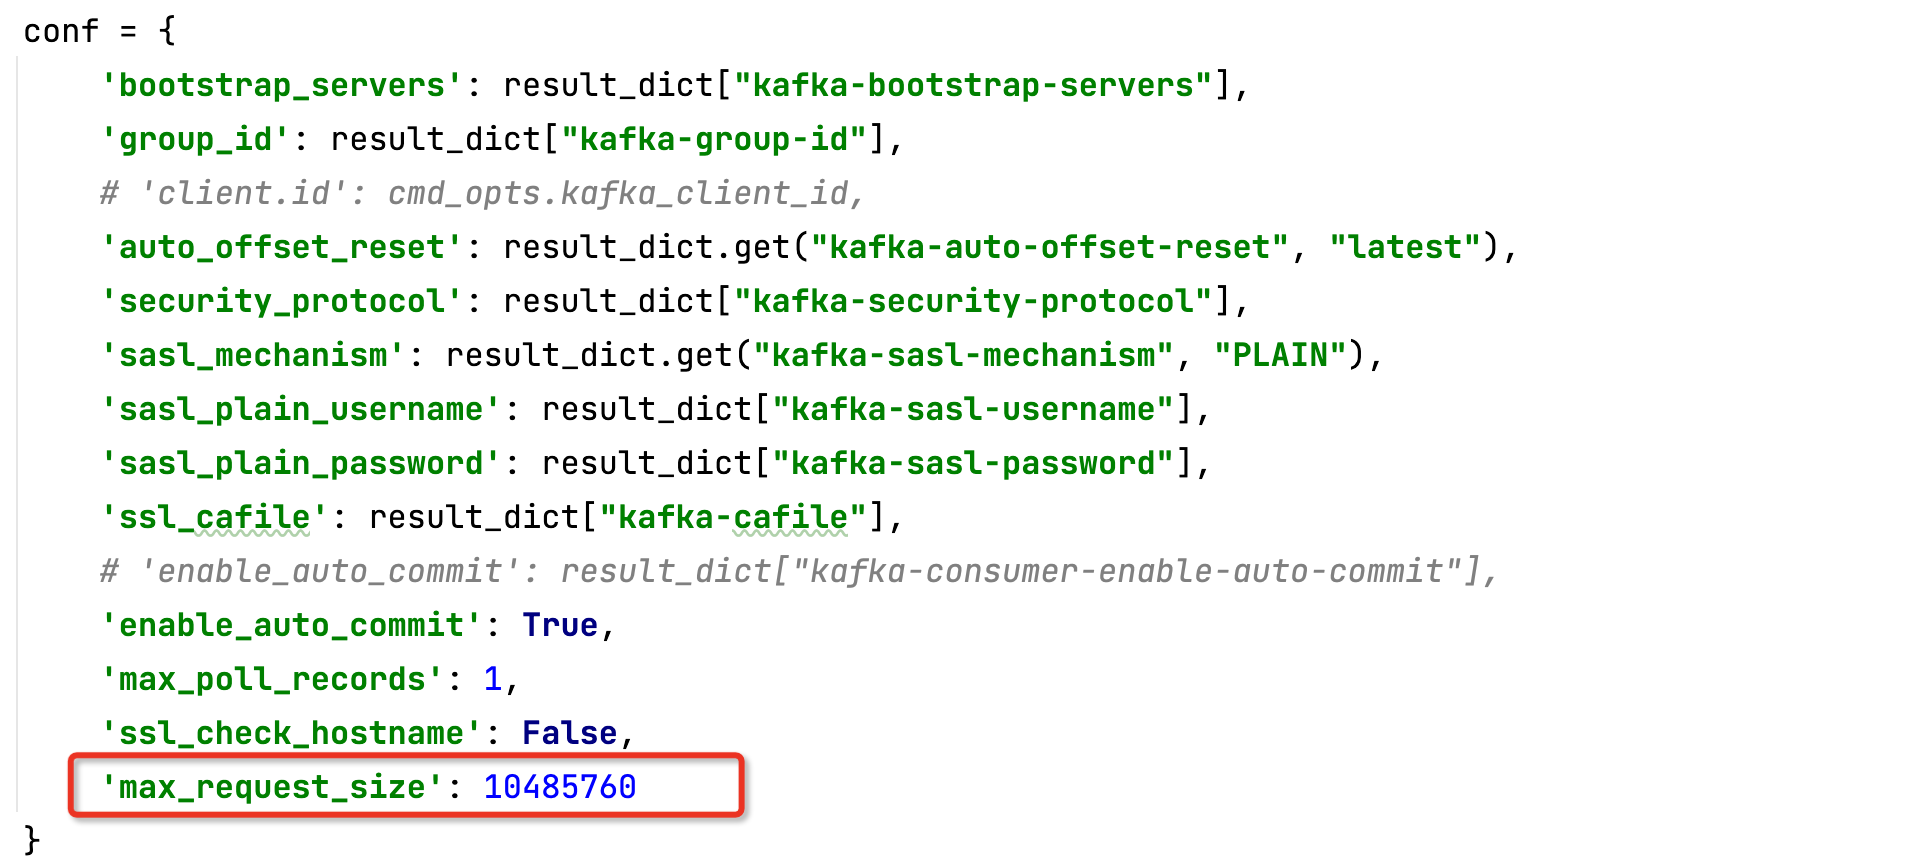 conf = {
'bootstrap_servers': result_dict["kafka-bootstrap-servers"],
'group_id': result_dict["kafka-group-id"],
# 'client.id': cmd_opts.kafka_client_id,
'auto_offset_reset': result_dict.get("kafka-auto-offset-reset", "latest"),
'security_protocol': result_dict["kafka-security-protocol"],
'sasl_mechanism': result_dict.get("kafka-sasl-mechanism", "PLAIN"),
'sasl_plain_username': result_dict["kafka-sasl-username"],
'sasl_plain_password': result_dict["kafka-sasl-password"],
'ssl_cafile': result_dict["kafka-cafile"],
# 'enable_auto_commit': result_dict["kafka-consumer-enable-auto-commit"],
'enable_auto_commit': True,
'max_poll_records': 1,
'ssl_check_hostname': False,
'max_request_size': 10485760
}